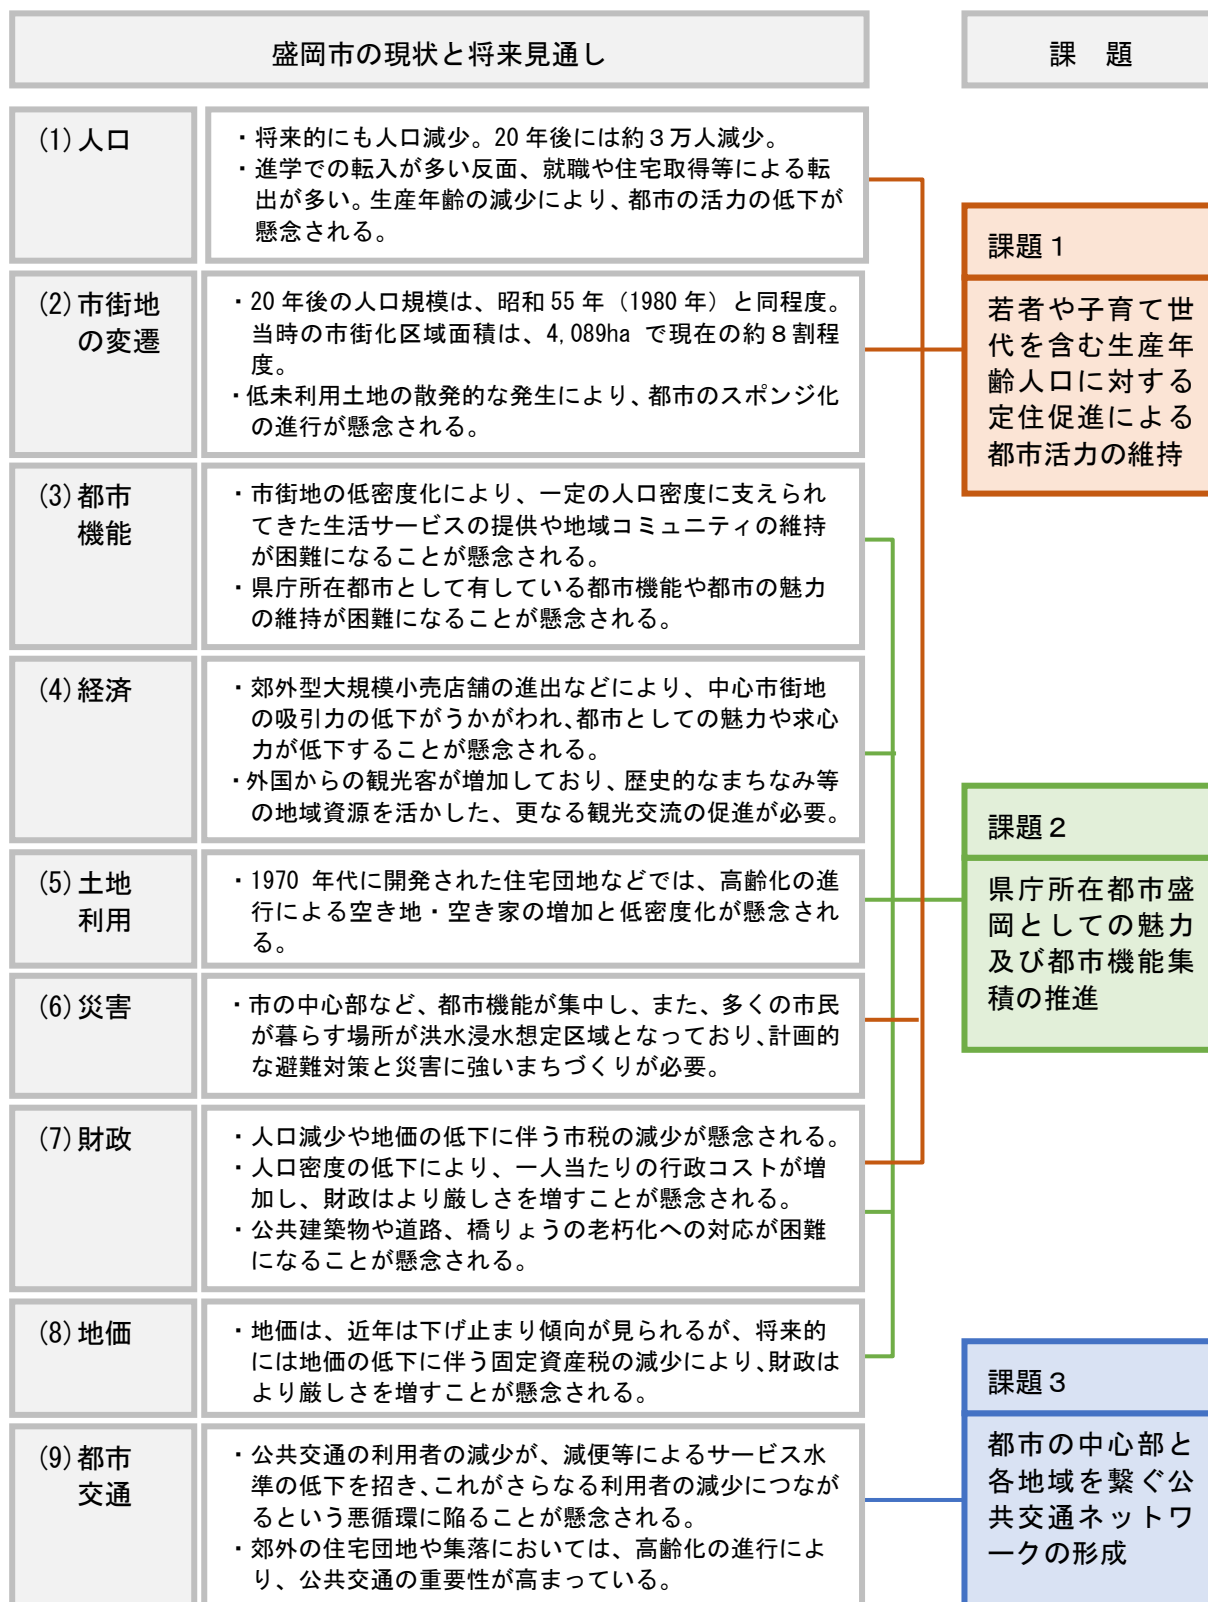 盛岡市の現状と将来見通し
課　題
(1)人口
・将来的にも人口減少。20 年後には約３万人減少。
・進学での転入が多い反面、就職や住宅取得等による転
出が多い。生産年齢の減少により、都市の活力の低下が
懸念される。
(2)市街地
の変遷
・20 年後の人口規模は、昭和 55 年（1980 年）と同程度。
当時の市街化区域面積は、4,089ha で現在の約８割程
度。
・低未利用土地の散発的な発生により、都市のスポンジ化
の進行が懸念される。
(3)都市
機能
・市街地の低密度化により、一定の人口密度に支えられ
てきた生活サービスの提供や地域コミュニティの維持
が困難になることが懸念される。
・県庁所在都市として有している都市機能や都市の魅力
の維持が困難になることが懸念される。
(4)経済
・郊外型大規模小売店舗の進出などにより、中心市街地
の吸引力の低下がうかがわれ、都市としての魅力や求心
力が低下することが懸念される。
・外国からの観光客が増加しており、歴史的なまちなみ等
の地域資源を活かした、更なる観光交流の促進が必要。
(5)土地
利用
・1970 年代に開発された住宅団地などでは、高齢化の進
行による空き地・空き家の増加と低密度化が懸念され
る。
(6)災害
・市の中心部など、都市機能が集中し、また、多くの市民
が暮らす場所が洪水浸水想定区域となっており、計画的
な避難対策と災害に強いまちづくりが必要。
(7)財政
・人口減少や地価の低下に伴う市税の減少が懸念される。
・人口密度の低下により、一人当たりの行政コストが増
加し、財政はより厳しさを増すことが懸念される。
・公共建築物や道路、橋りょうの老朽化への対応が困難
になることが懸念される。
(8)地価
・地価は、近年は下げ止まり傾向が見られるが、将来的
には地価の低下に伴う固定資産税の減少により、財政は
より厳しさを増すことが懸念される。
(9)都市
交通
・公共交通の利用者の減少が、減便等によるサービス水
準の低下を招き、これがさらなる利用者の減少につなが
るという悪循環に陥ることが懸念される。
・郊外の住宅団地や集落においては、高齢化の進行によ
り、公共交通の重要性が高まっている。
課題１
若者や子育て世
代を含む生産年
齢人口に対する
定住促進による
都市活力の維持
課題２
県庁所在都市盛
岡としての魅力
及び都市機能集
積の推進
課題３
都市の中心部と
各地域を繋ぐ公
共交通ネットワ
ークの形成